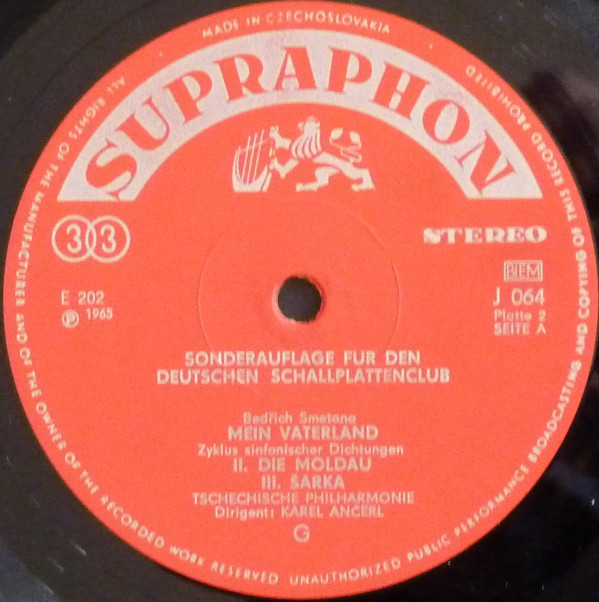 MADE IN CZECHOSLOVAKIA
ALL RIGHTS OF THE MANUFACTURER AND OF THE OWNER OF THE RECORDED WORK RESERVED UNAUTHORIZED PUBLIC PERFORMANCE BROADCASTING AND COPYING OF THIS RECORD PROHIBITED
SUPRAPHON
33
STEREO
BIEM
E 202
J 064
℗ 1965
Platte 2
SEITE A
SONDERAUFLAGE FUR DEN
DEUTSCHEN SCHALLPLATTENCLUB
Bedřich Smetana
MEIN VATERLAND
Zyklus sinfonischer Dichtungen
II. DIE MOLDAU
III. ŠARKA
TSCHECHISCHE PHILHARMONIE
Dirigent: KAREL ANCERL
G